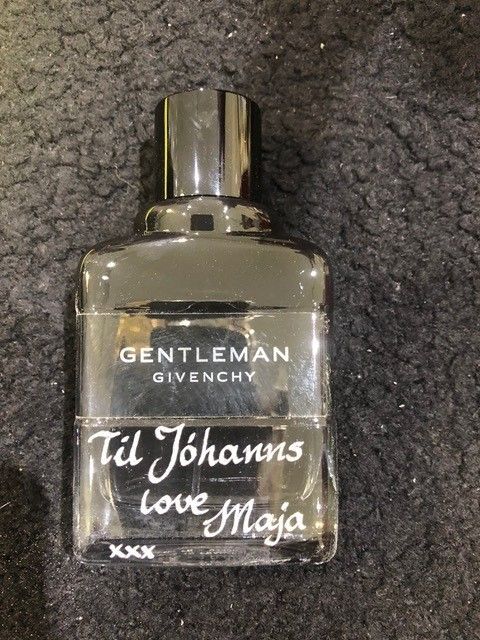 GENTLEMAN
GIVENCHY
Til Jóhanns
love Maja
xxx